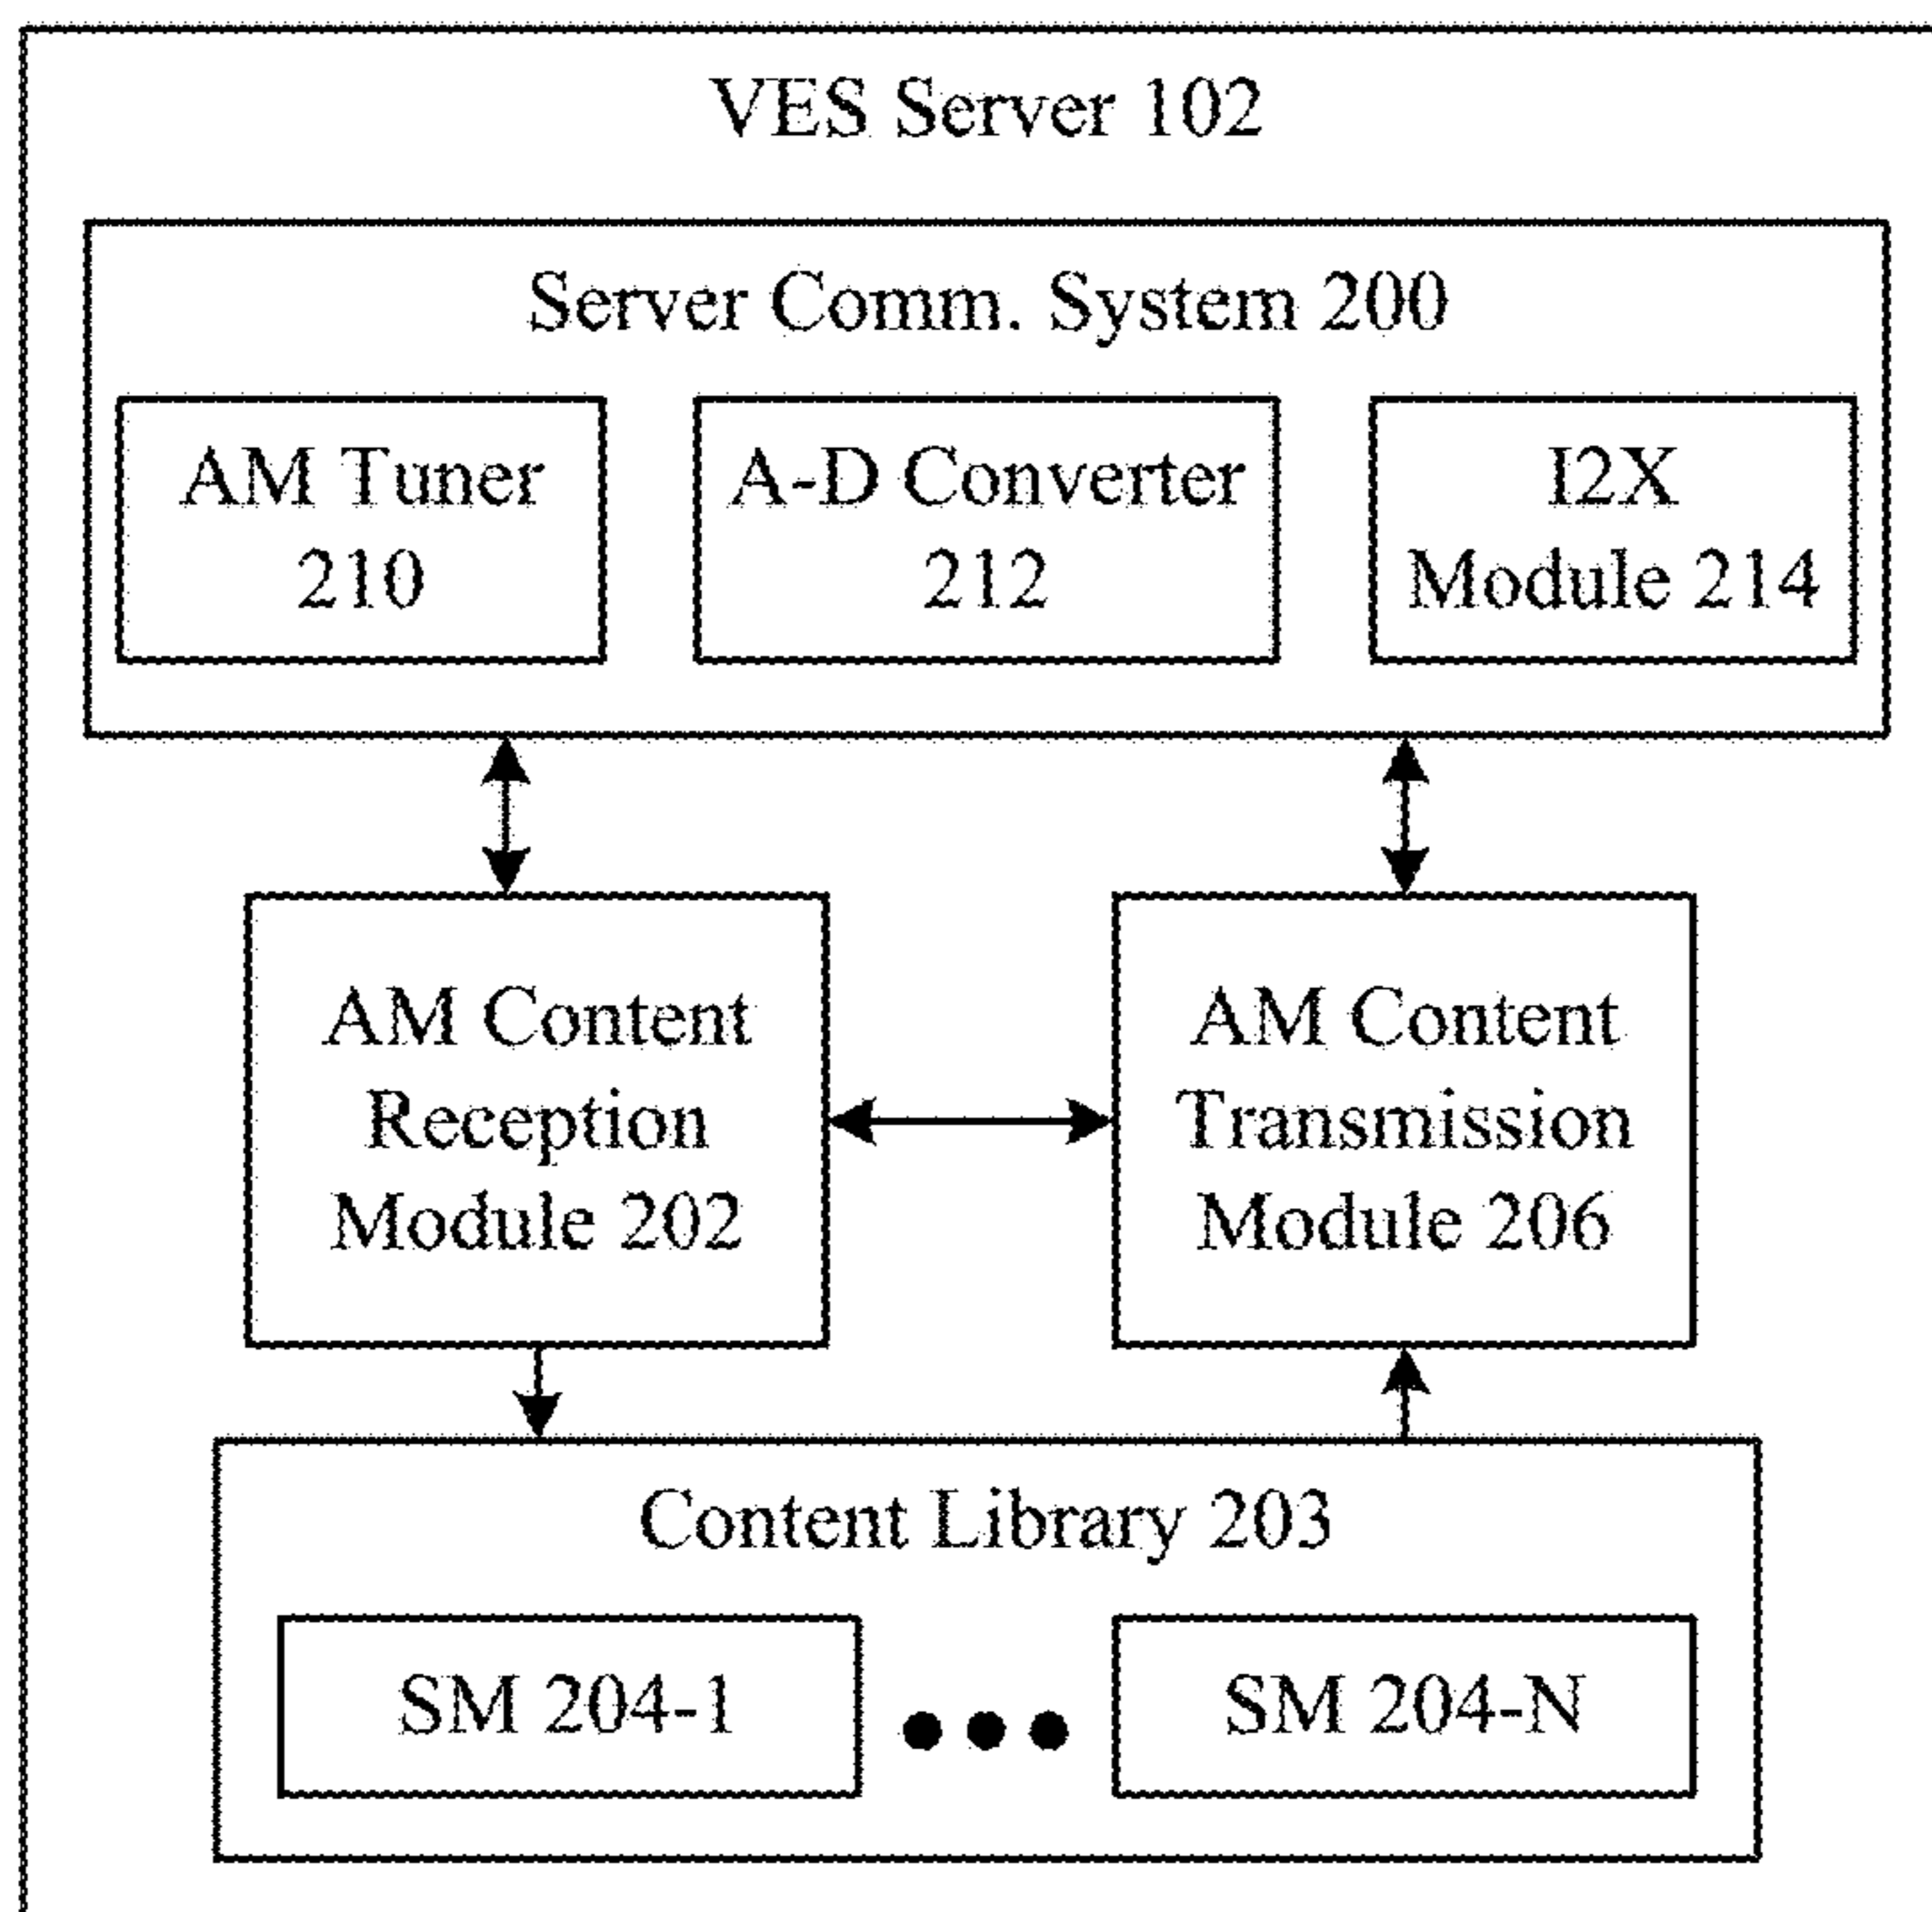 VES Server 102
Server Comm. System 200
AM Tuner
210
A-D Converter
212
I2X
Module 214
AM Content
Reception
Module 202
AM Content
Transmission
Module 206
Content Library 203
SM 204-1
SM 204-N